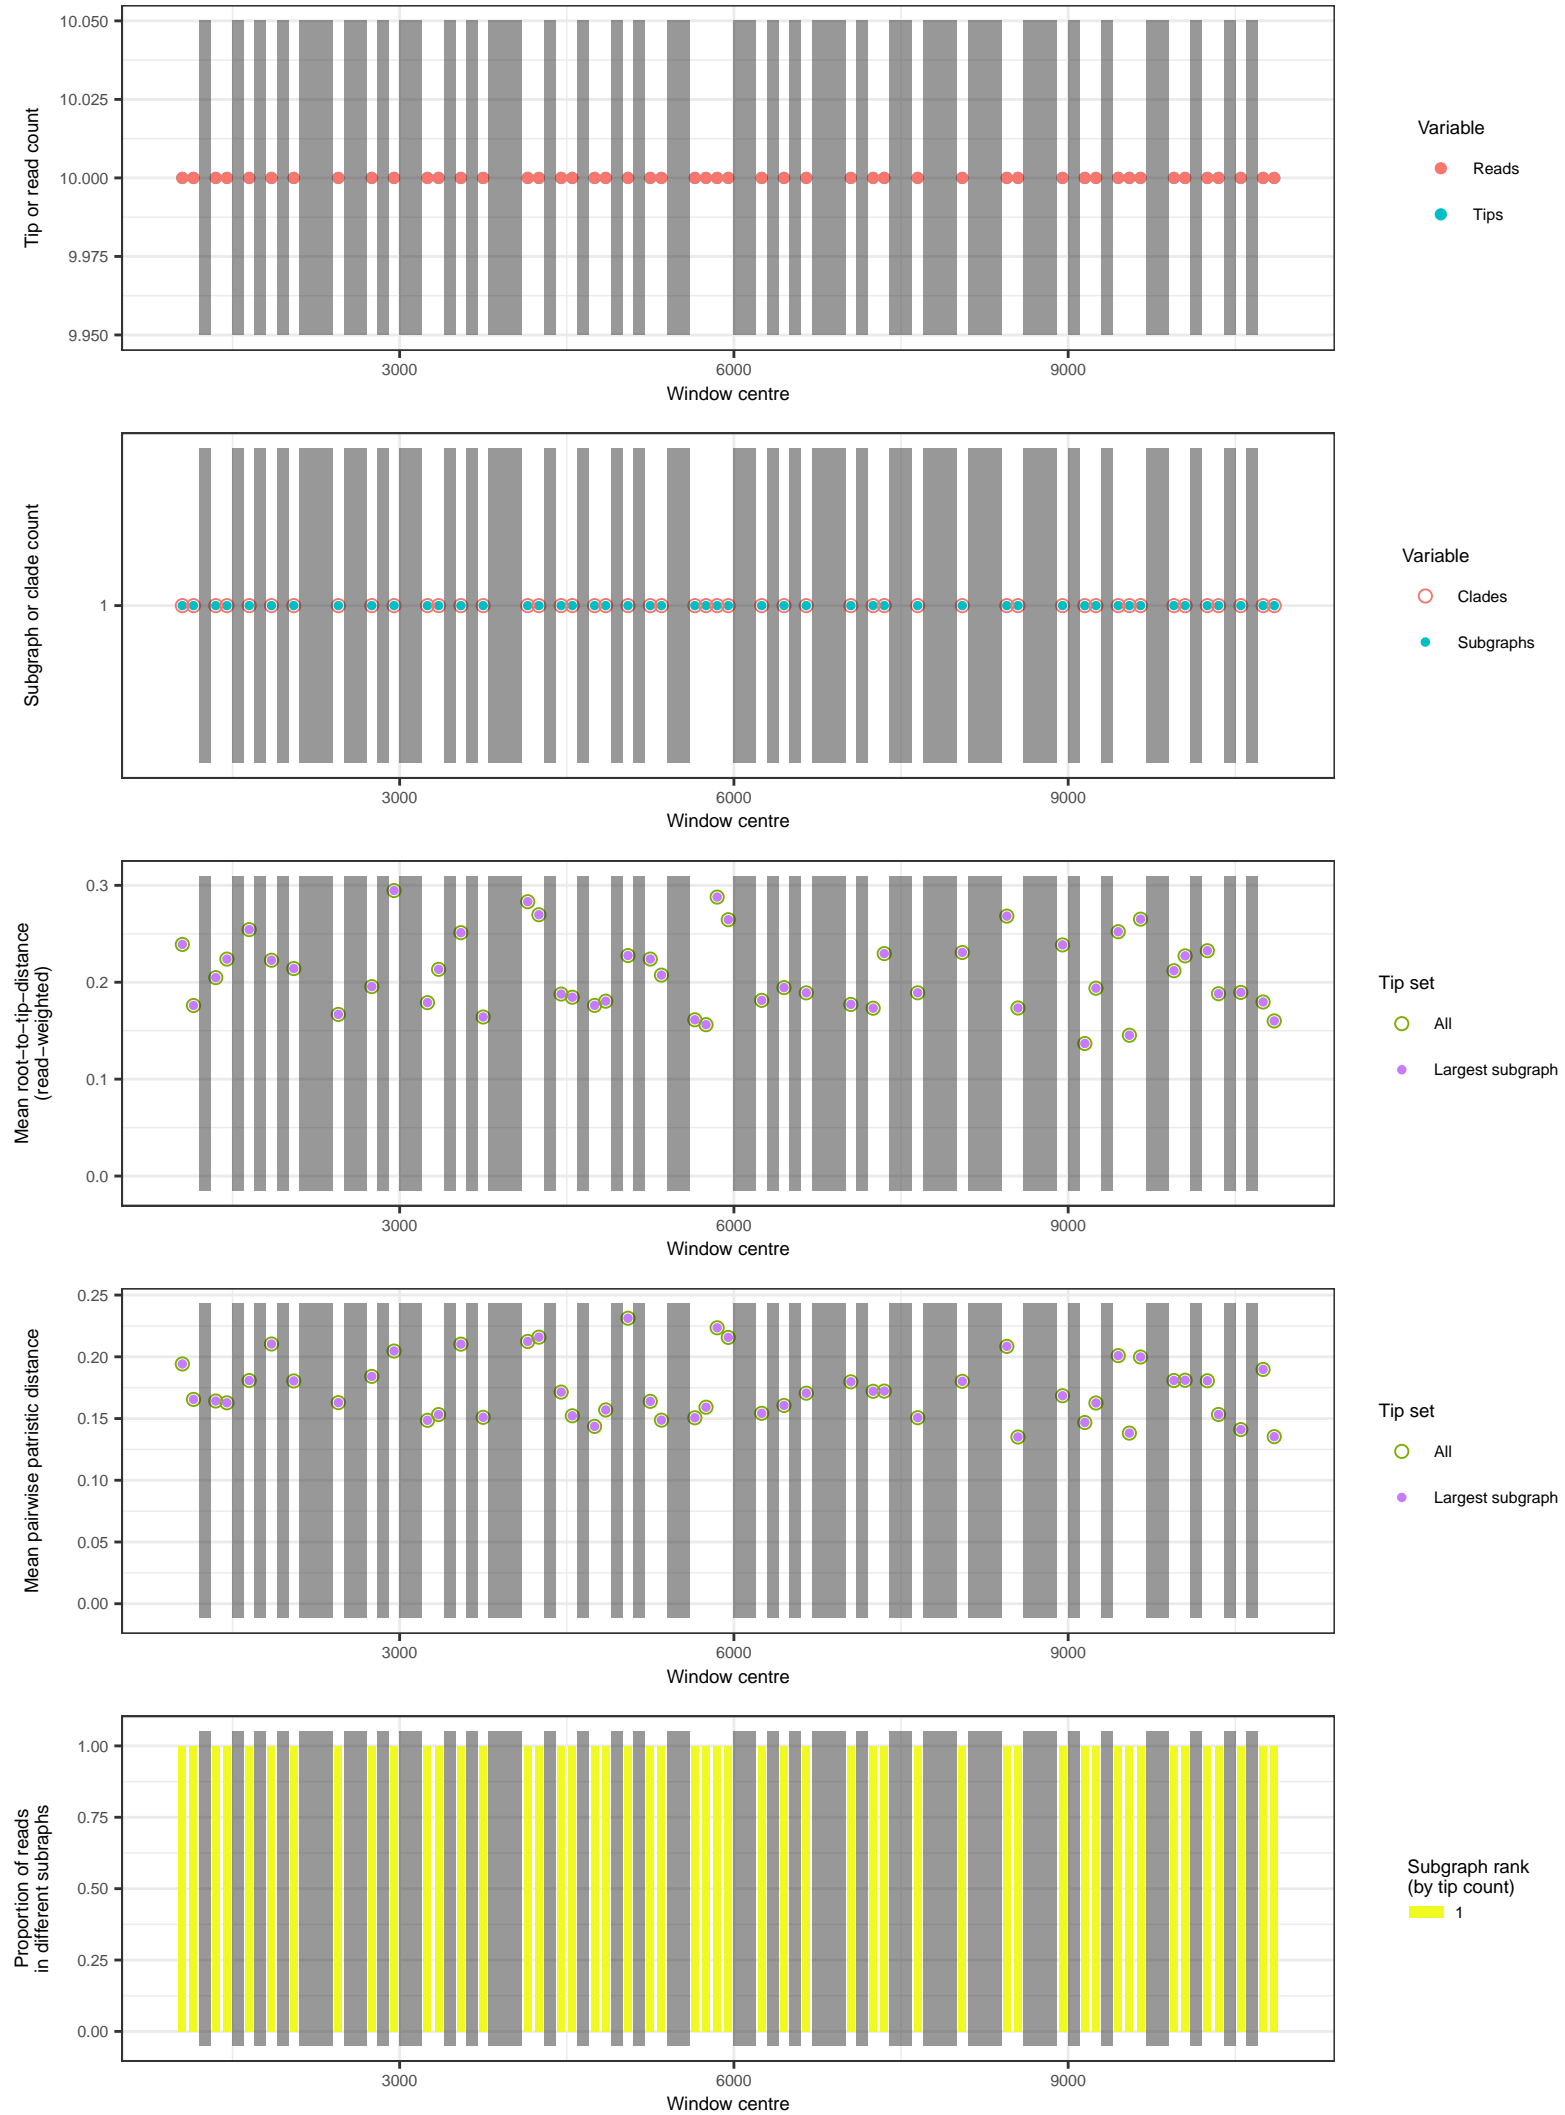 10.050
10.025
10.000
9.975
9.950
Tip or read count
3000
6000
9000
Window centre
Variable
Reads
Tips
1
Subgraph or clade count
3000
6000
9000
Window centre
Variable
Clades
Subgraphs
0.3
0.2
0.1
0.0
Mean root−to−tip−distance
(read−weighted)
3000
6000
9000
Window centre
Tip set
All
Largest subgraph
0.25
0.20
0.15
0.10
0.05
0.00
Mean pairwise patristic distance
3000
6000
9000
Window centre
Tip set
All
Largest subgraph
1.00
0.75
0.50
0.25
0.00
Proportion of reads
in different subraphs
3000
6000
9000
Window centre
Subgraph rank
(by tip count)
1